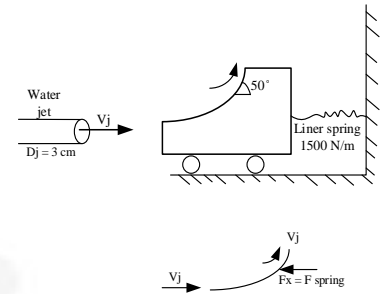 50°
Water
jet
Vj
Dj = 3 cm
Liner spring
1500 N/m
Vj
Vj
Fx = F spring